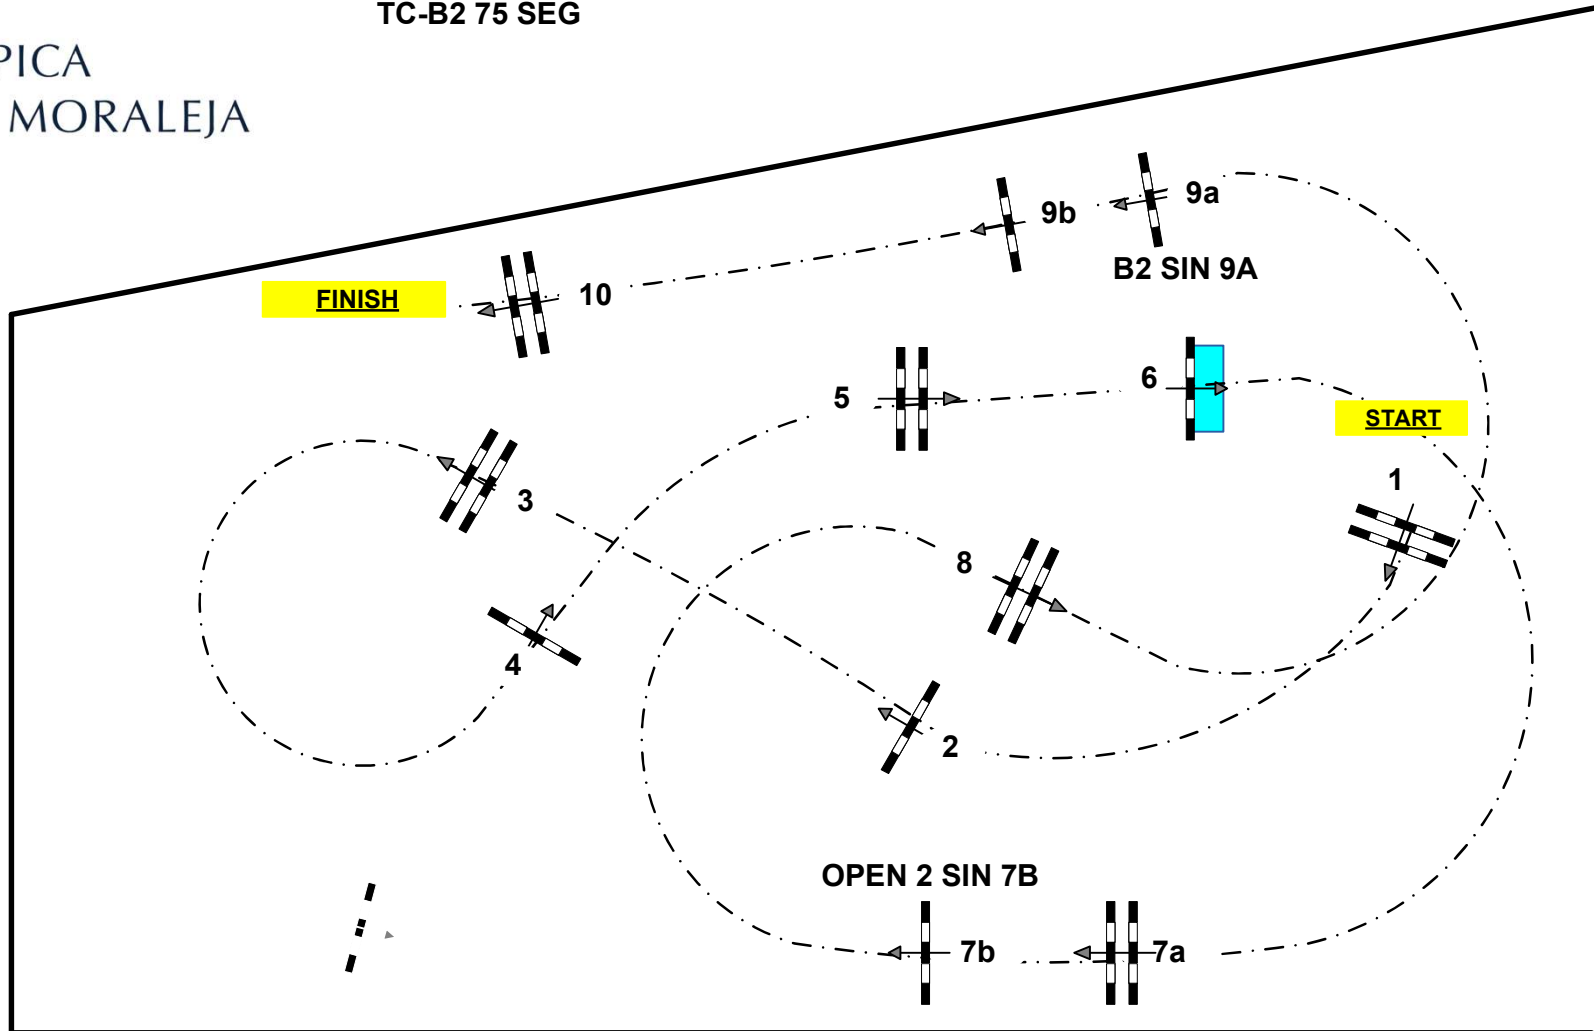 TC-B2 75 SEG
PICA
MORALEJA
9a
9b
B2 SIN 9A
10
FINISH
6
5
START
1
3
8
4
2
OPEN 2 SIN 7B
7b
7a